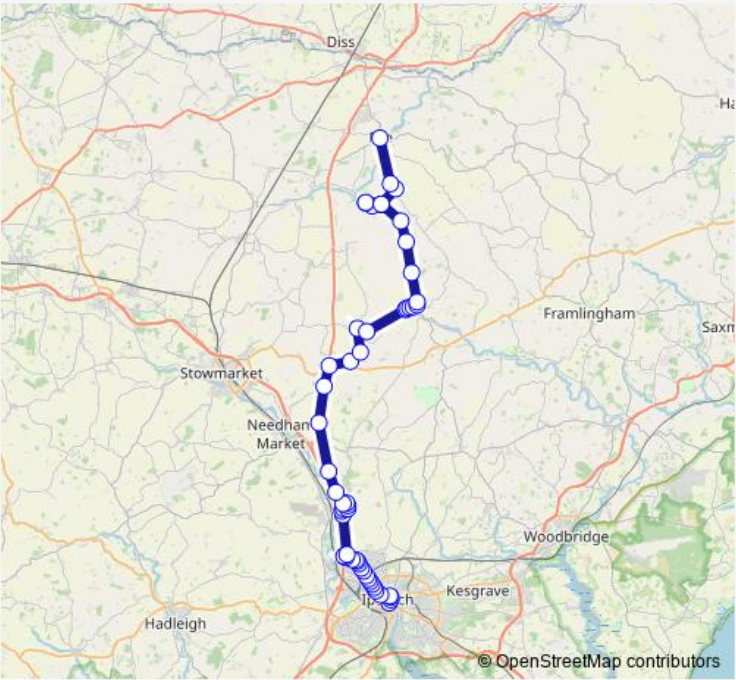 Diss
Ha
Framlingham
Saxm
Stowmarket
Needham
Market
Woodbridge
Kesgrave
Hadleigh
© OpenStreetMap contributors